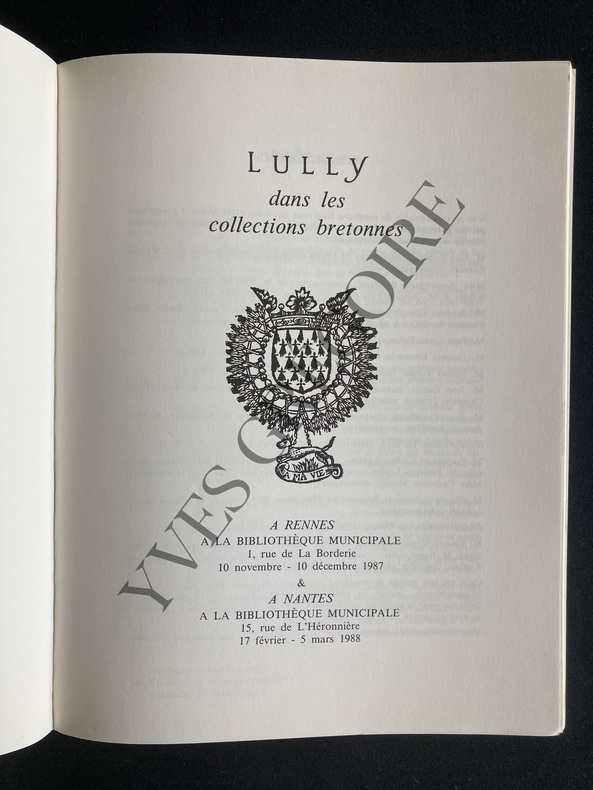 LULLY
dans les
collections bretonnes
A MA VIE
A RENNES
A LA BIBLIOTHÈQUE MUNICIPALE
1, rue de La Borderie
10 novembre - 10 décembre 1987
&
A NANTES
A LA BIBLIOTHÈQUE MUNICIPALE
15, rue de L'Héronnière
17 février - 5 mars 1988
YVES GRÉGOIRE